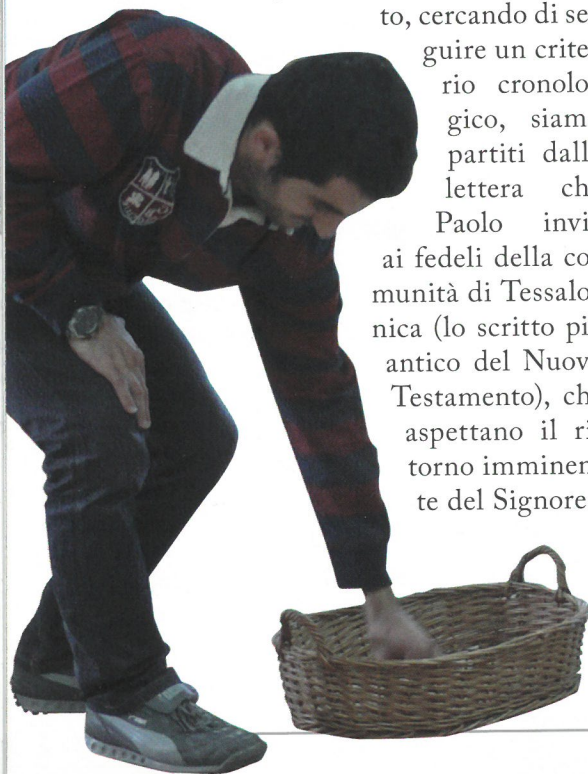 to, cercando di se
guire un crite
rio cronolo
gico, siam
partiti dall
lettera ch
Paolo invi
ai fedeli della co
munità di Tessalo
nica (lo scritto pi
antico del Nuov
Testamento), ch
aspettano il ri
torno imminen
te del Signore